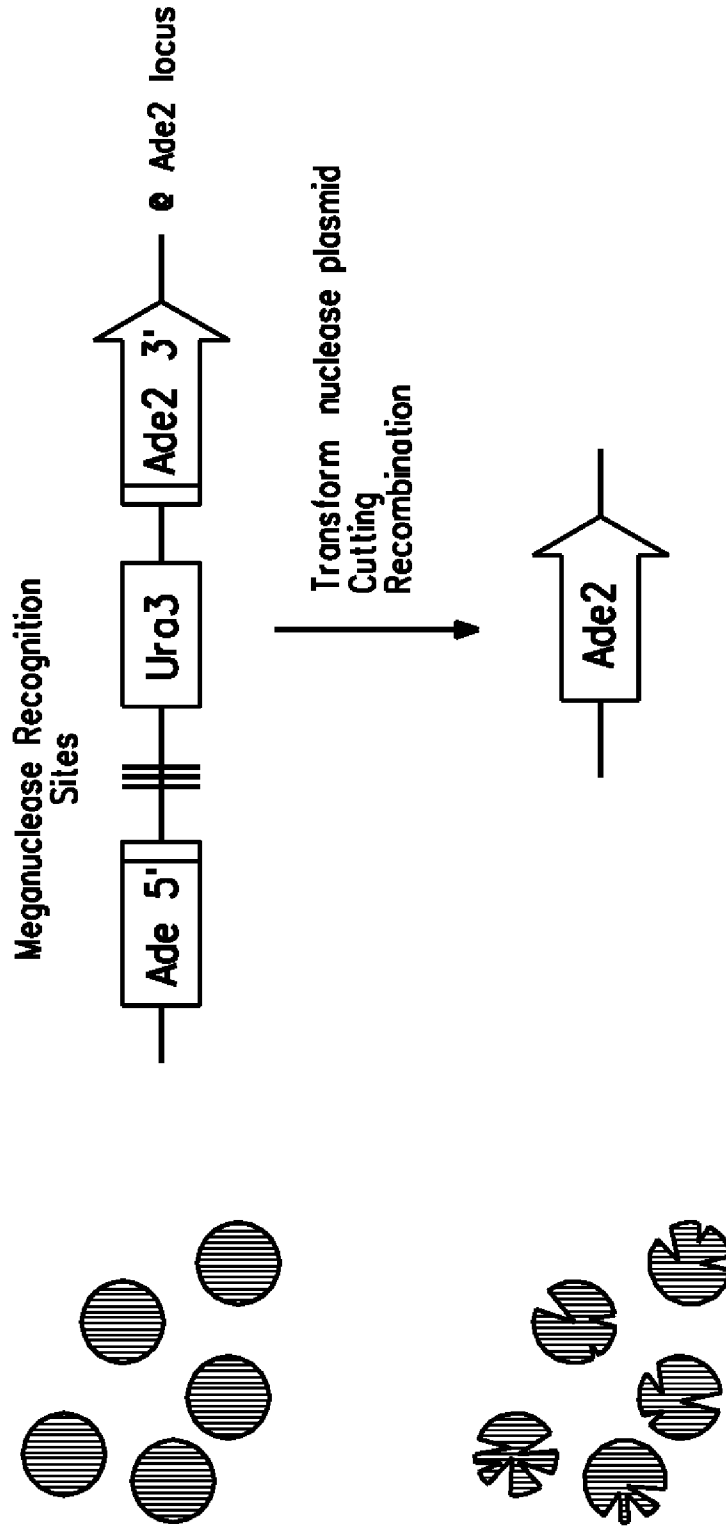 Meganuclease Recognition
Sites
Ade 5'
Ura3
Ade2 3'
@ Ade2 locus
Transform nuclease plasmid
Cutting
Recombination
Ade2